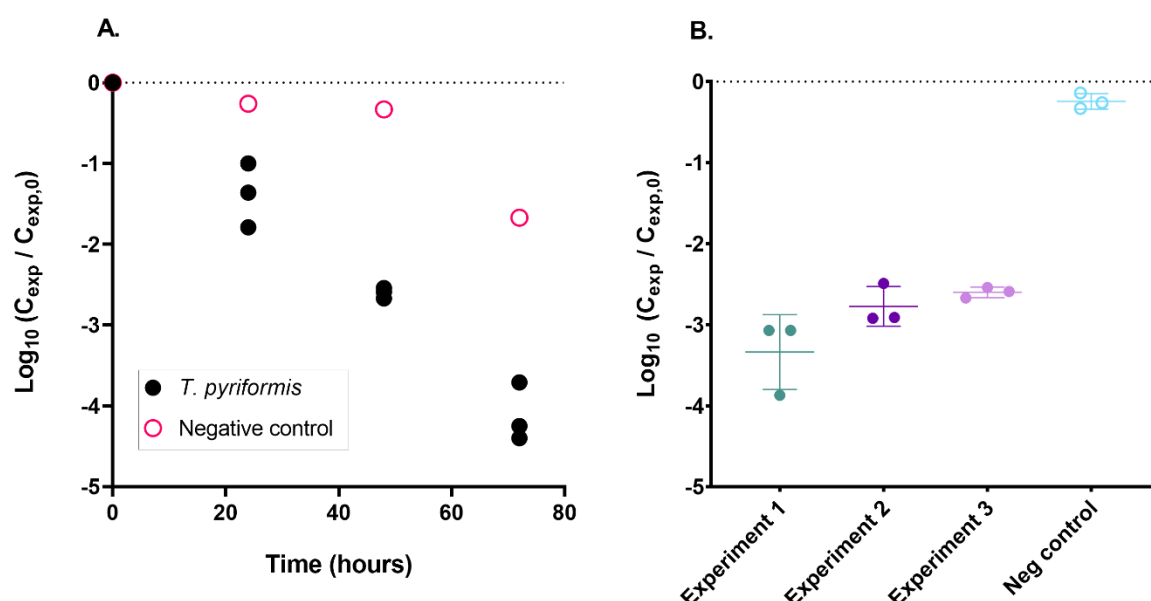 A.
Log10 (Cexp / Cexp,0)
0
-1
-2
-3
-4
-5
T. pyriformis
Negative control
0
20
40
60
80
Time (hours)
B.
Log10 (Cexp / Cexp,0)
0
-1
-2
-3
-4
-5
Experiment 1
Experiment 2
Experiment 3
Neg control